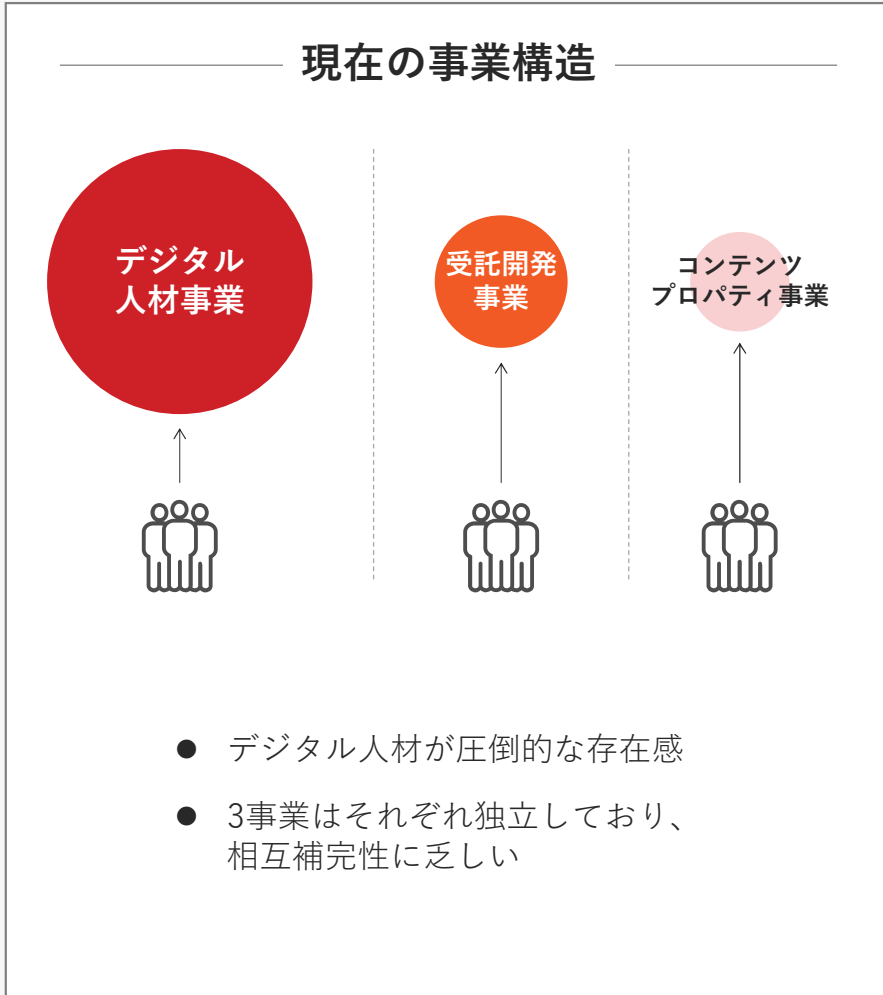 現在の事業構造
デジタル
人材事業
受託開発
事業
コンテンツ
プロパティ事業
● デジタル人材が圧倒的な存在感
● 3事業はそれぞれ独立しており、
相互補完性に乏しい